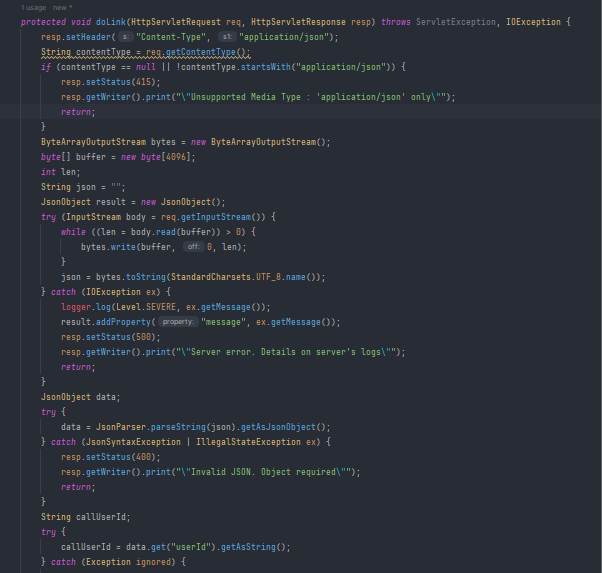 1 usage new *
protected void doLink(HttpServletRequest req, HttpServletResponse resp) throws ServletException, IOException {
resp.setHeader( s: "Content-Type", s1: "application/json");
String contentType = req.getContentType();
if (contentType == null || !contentType.startsWith("application/json")) {
resp.setStatus(415);
resp.getWriter().print("\"Unsupported Media Type : 'application/json' only\"");
return;
}
ByteArrayOutputStream bytes = new ByteArrayOutputStream();
byte[] buffer = new byte[4096];
int len;
String json = "";
JsonObject result = new JsonObject();
try (InputStream body = req.getInputStream()) {
while ((len = body.read(buffer)) > 0) {
bytes.write(buffer, off: 0, len);
}
json = bytes.toString(StandardCharsets.UTF_8.name());
} catch (IOException ex) {
logger.log(Level.SEVERE, ex.getMessage());
result.addProperty( property: "message", ex.getMessage());
resp.setStatus(500);
resp.getWriter().print("\"Server error. Details on server's logs\"");
return;
}
JsonObject data;
try {
data = JsonParser.parseString(json).getAsJsonObject();
} catch (JsonSyntaxException | IllegalStateException ex) {
resp.setStatus(400);
resp.getWriter().print("\"Invalid JSON. Object required\"");
return;
}
String callUserId;
try {
callUserId = data.get("userId").getAsString();
} catch (Exception ignored) {